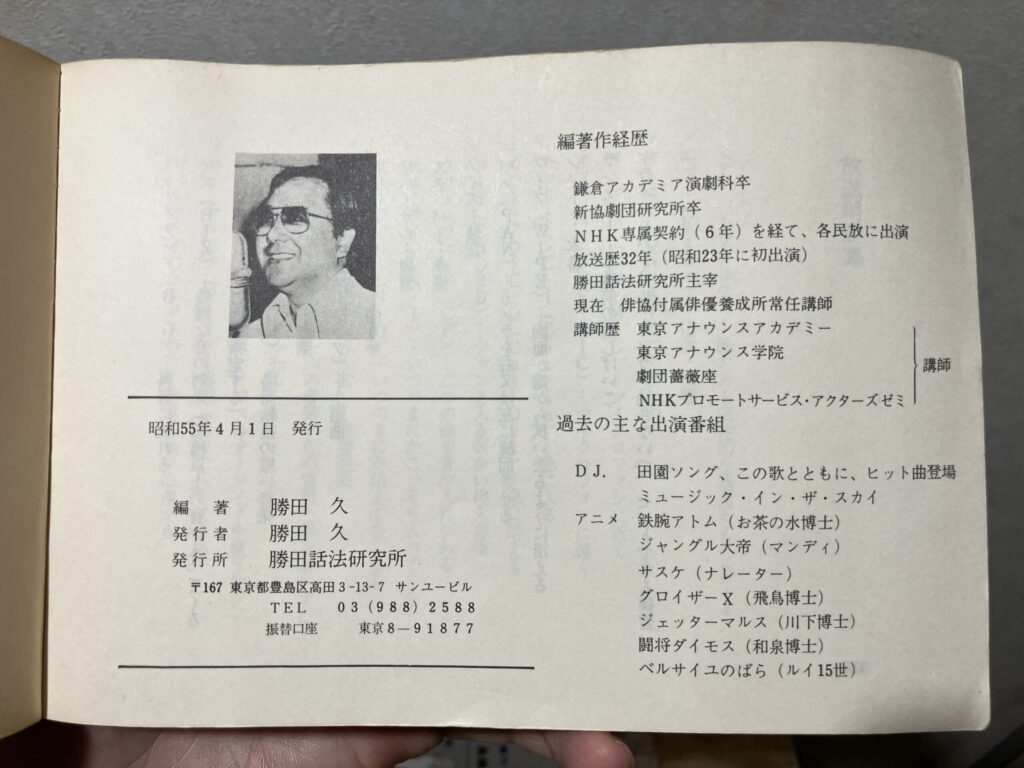 編著作経歴
鎌倉アカデミア演劇科卒
新協劇団研究所卒
NHK専属契約（6年）を経て、各民放に出演
放送歴32年（昭和23年に初出演）
勝田話法研究所主宰
現在　俳協付属俳優養成所常任講師
講師歴　東京アナウンスアカデミー
東京アナウンス学院
劇団薔薇座
NHKプロモートサービス・アクターズゼミ
講師
過去の主な出演番組
D J.　田園ソング、この歌とともに、ヒット曲登場
ミュージック・イン・ザ・スカイ
アニメ　鉄腕アトム（お茶の水博士）
ジャングル大帝（マンディ）
サスケ（ナレーター）
グロイザーX（飛鳥博士）
ジェッターマルス（川下博士）
闘将ダイモス（和泉博士）
ベルサイユのばら（ルイ15世）
昭和55年4月1日　発行
編　著　勝田　久
発行者　勝田　久
発行所　勝田話法研究所
〒167 東京都豊島区高田3-13-7 サンユービル
TEL　03（988）2588
振替口座　東京8―91877